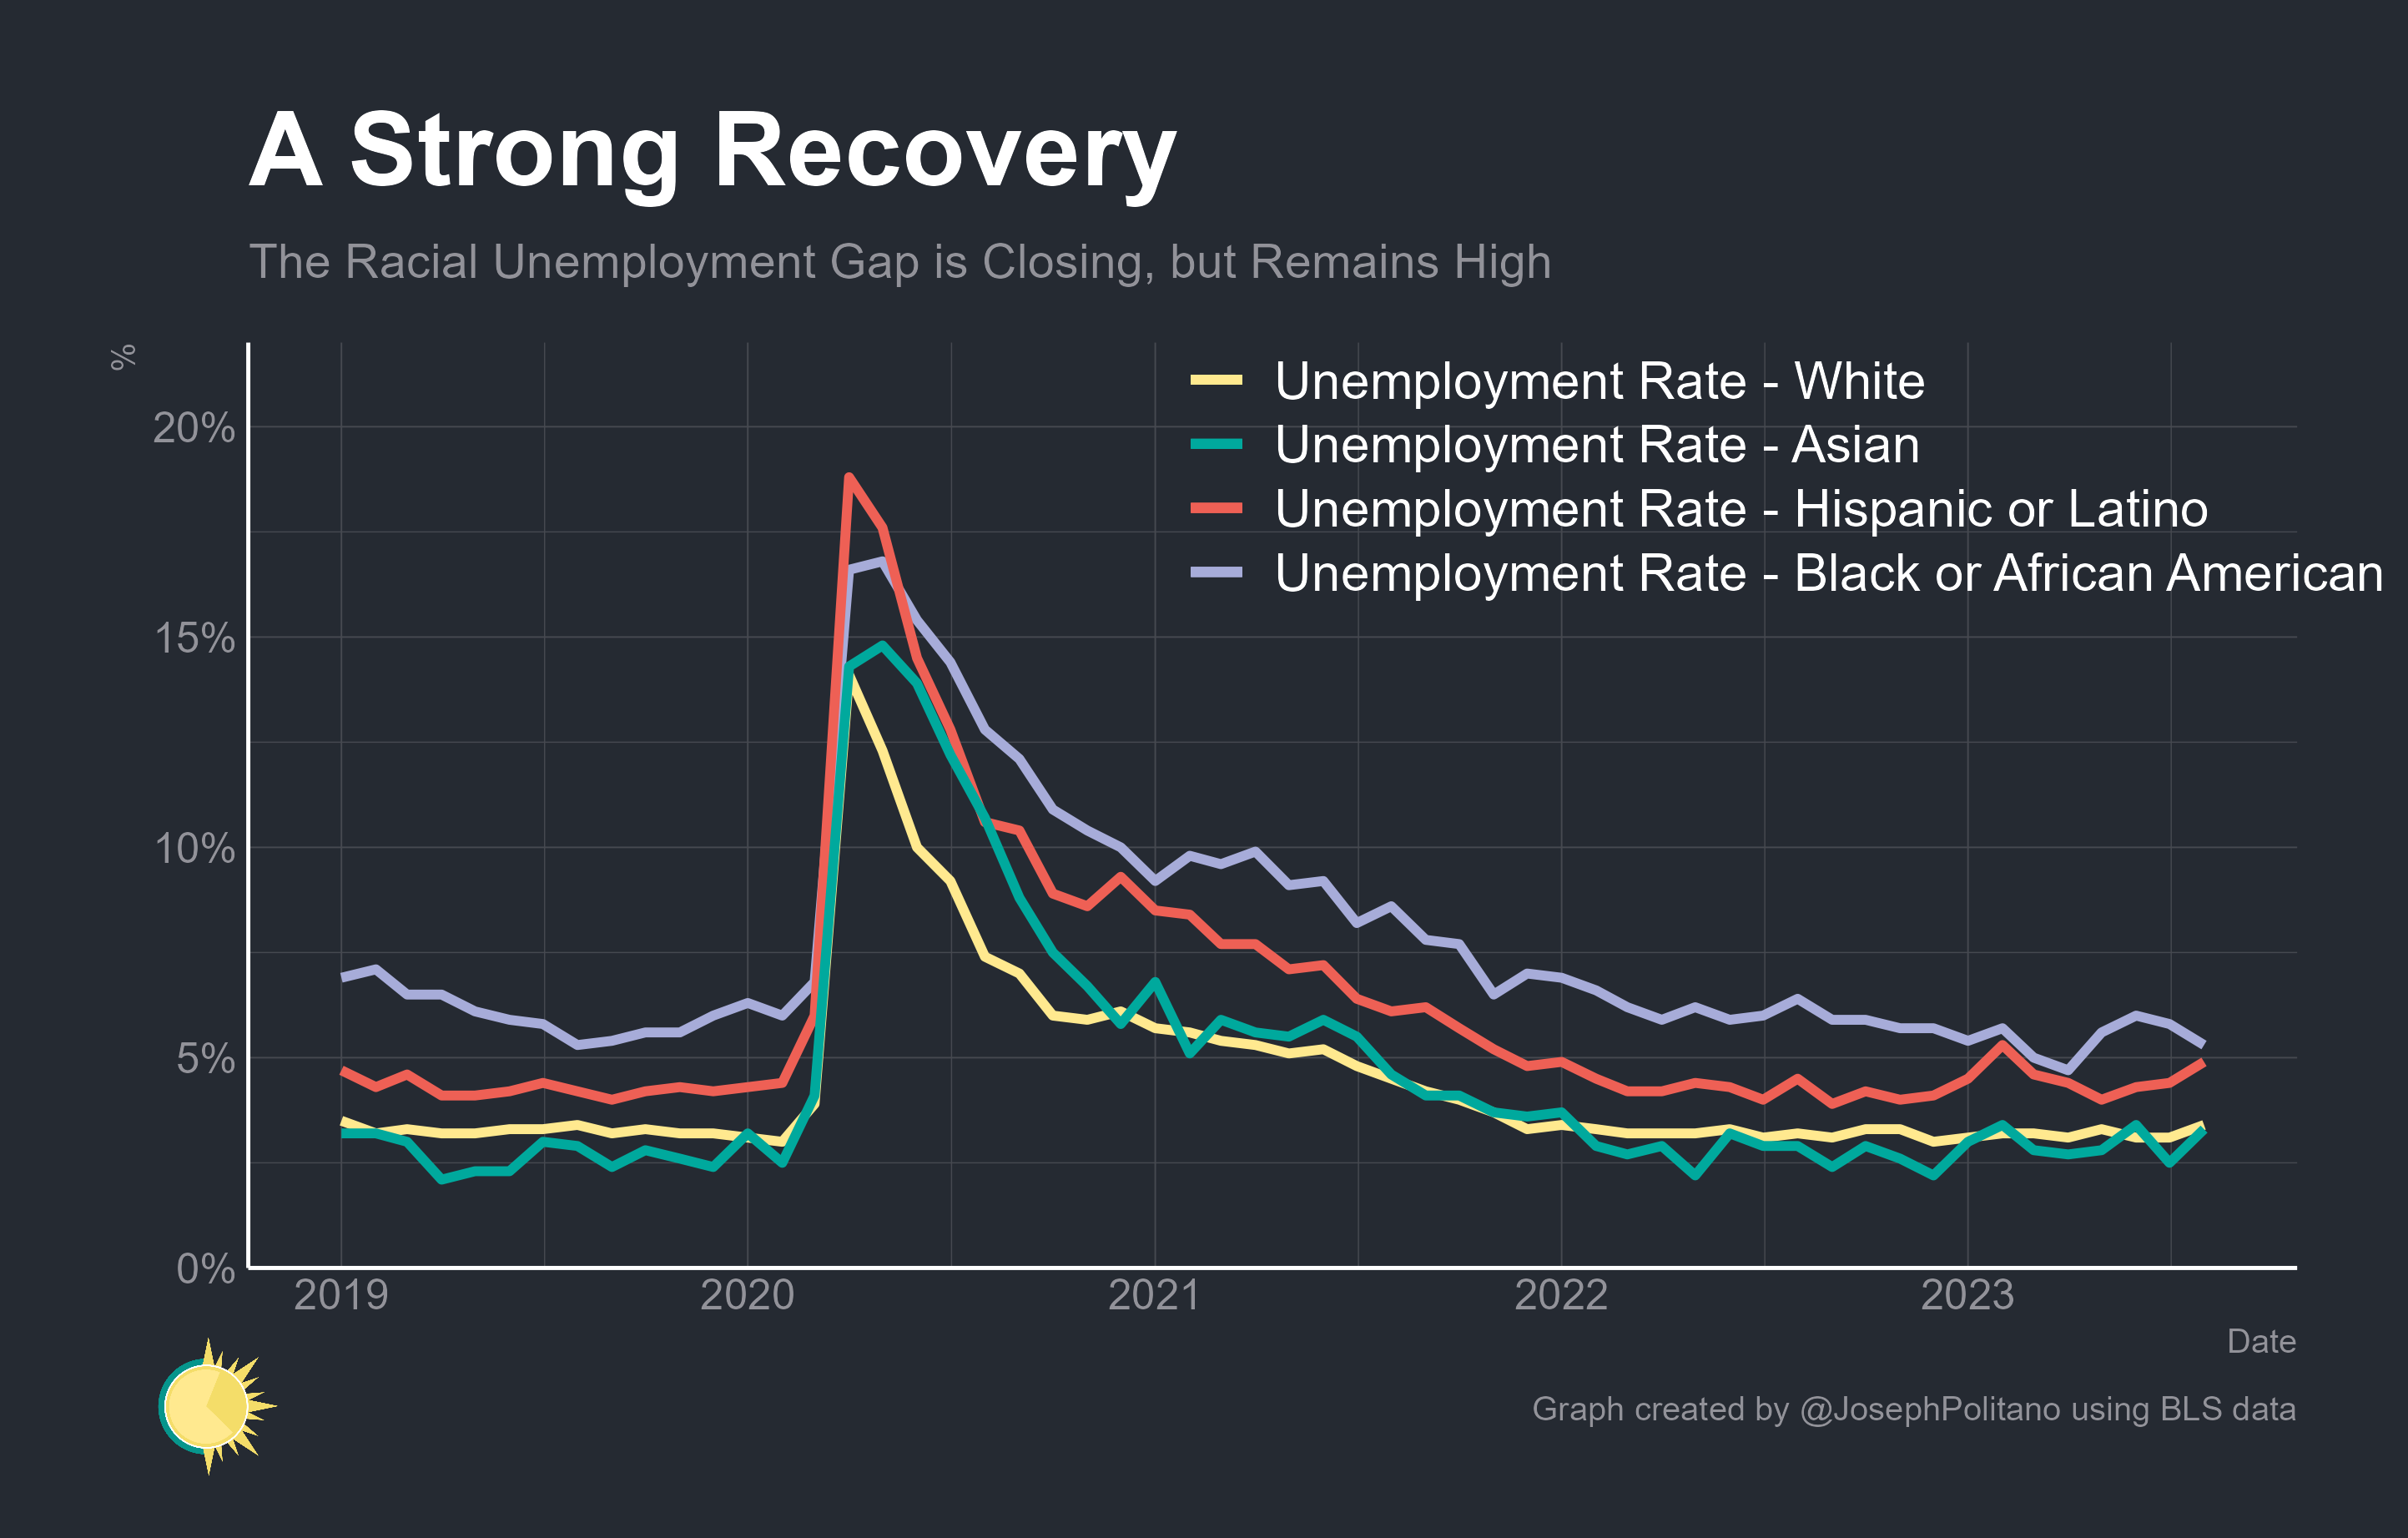 A Strong Recovery
The Racial Unemployment Gap is Closing, but Remains High
%
Unemployment Rate - White
Unemployment Rate - Asian
Unemployment Rate - Hispanic or Latino
Unemployment Rate - Black or African American
20%
15%
10%
5%
0%
2019 2020 2021 2022 2023
Date
Graph created by @JosephPolitano using BLS data